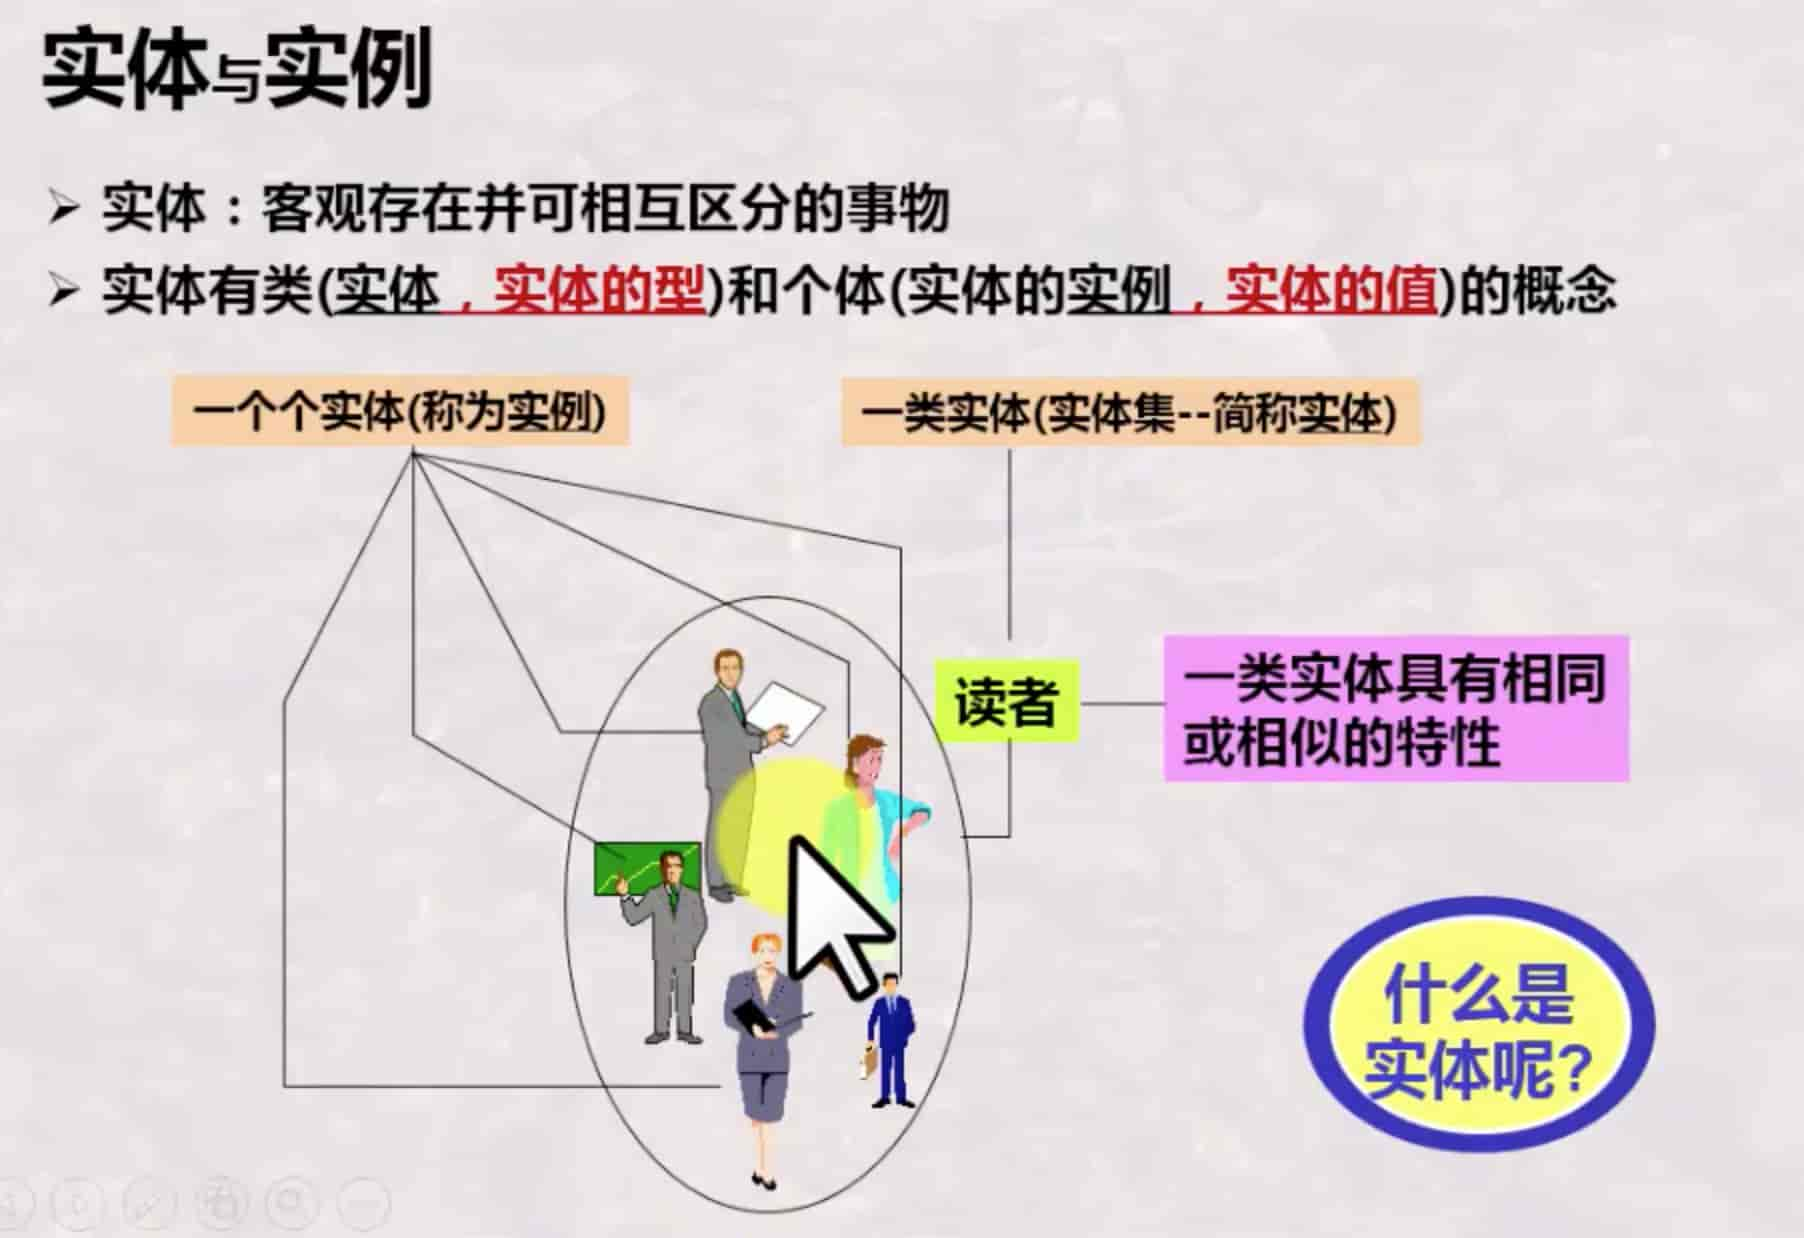 实体与实例
实体：客观存在并可相互区分的事物
实体有类(实体，实体的型)和个体(实体的实例，实体的值)的概念
一个个实体(称为实例)
一类实体(实体集--简称实体)
读者
一类实体具有相同
或相似的特性
什么是
实体呢?